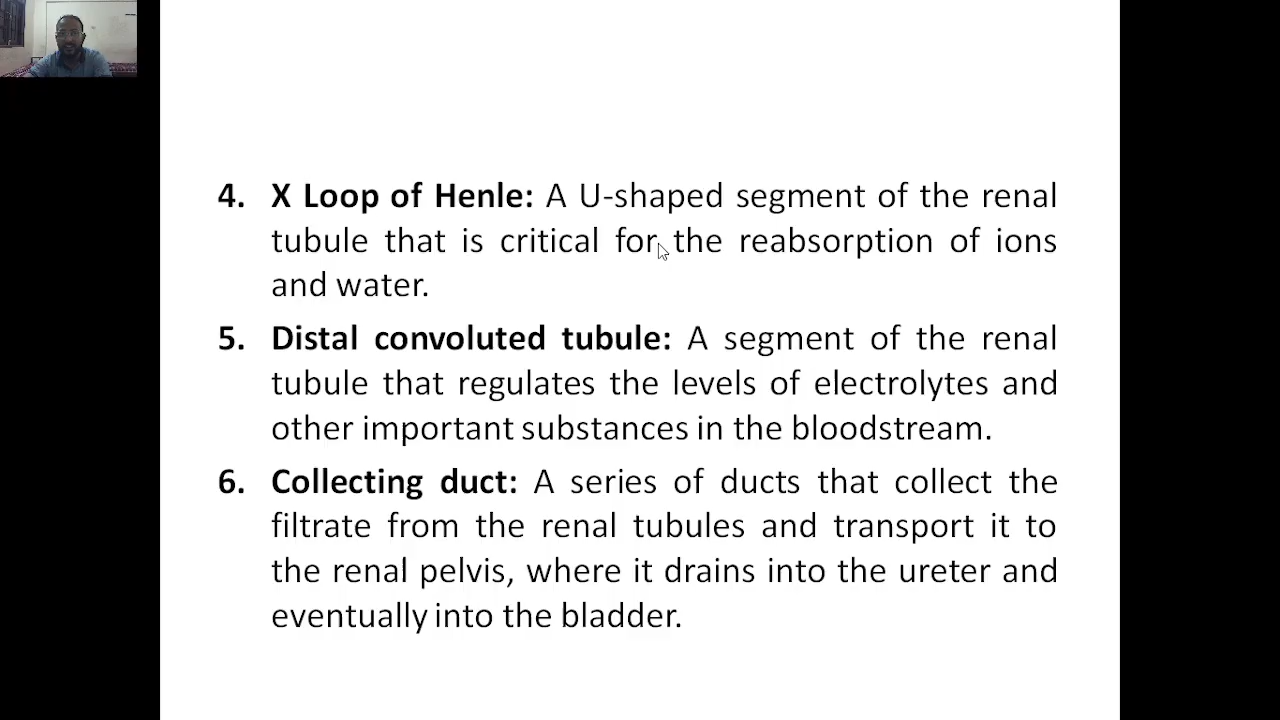 4. X Loop of Henle: A U-shaped segment of the renal
tubule that is critical for the reabsorption of ions
and water.
5. Distal convoluted tubule: A segment of the renal
tubule that regulates the levels of electrolytes and
other important substances in the bloodstream.
6. Collecting duct: A series of ducts that collect the
filtrate from the renal tubules and transport it to
the renal pelvis, where it drains into the ureter and
eventually into the bladder.